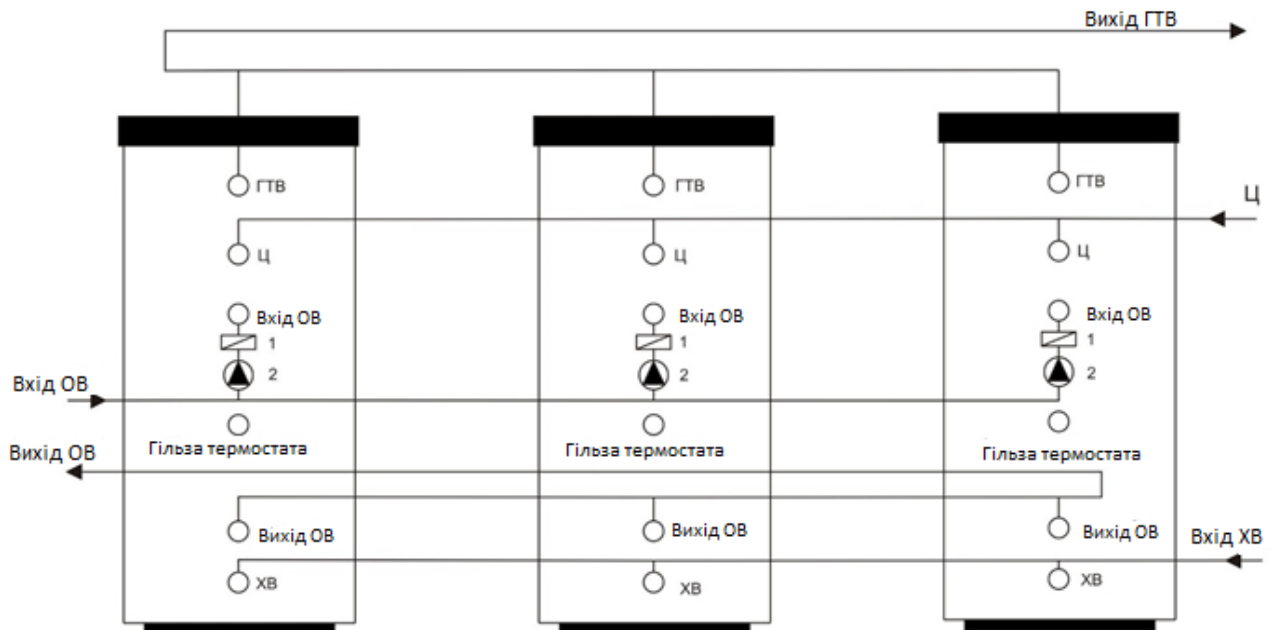 Вихід ГТВ
ГТВ
ГТВ
ГТВ
Ц
Ц
Ц
Ц
Вхід ОВ
Вхід ОВ
Вхід ОВ
1
1
1
2
2
2
Вхід ОВ
Гільза термостата
Гільза термостата
Гільза термостата
Вихід ОВ
Вихід ОВ
Вихід ОВ
Вихід ОВ
Вхід ХВ
ХВ
ХВ
ХВ